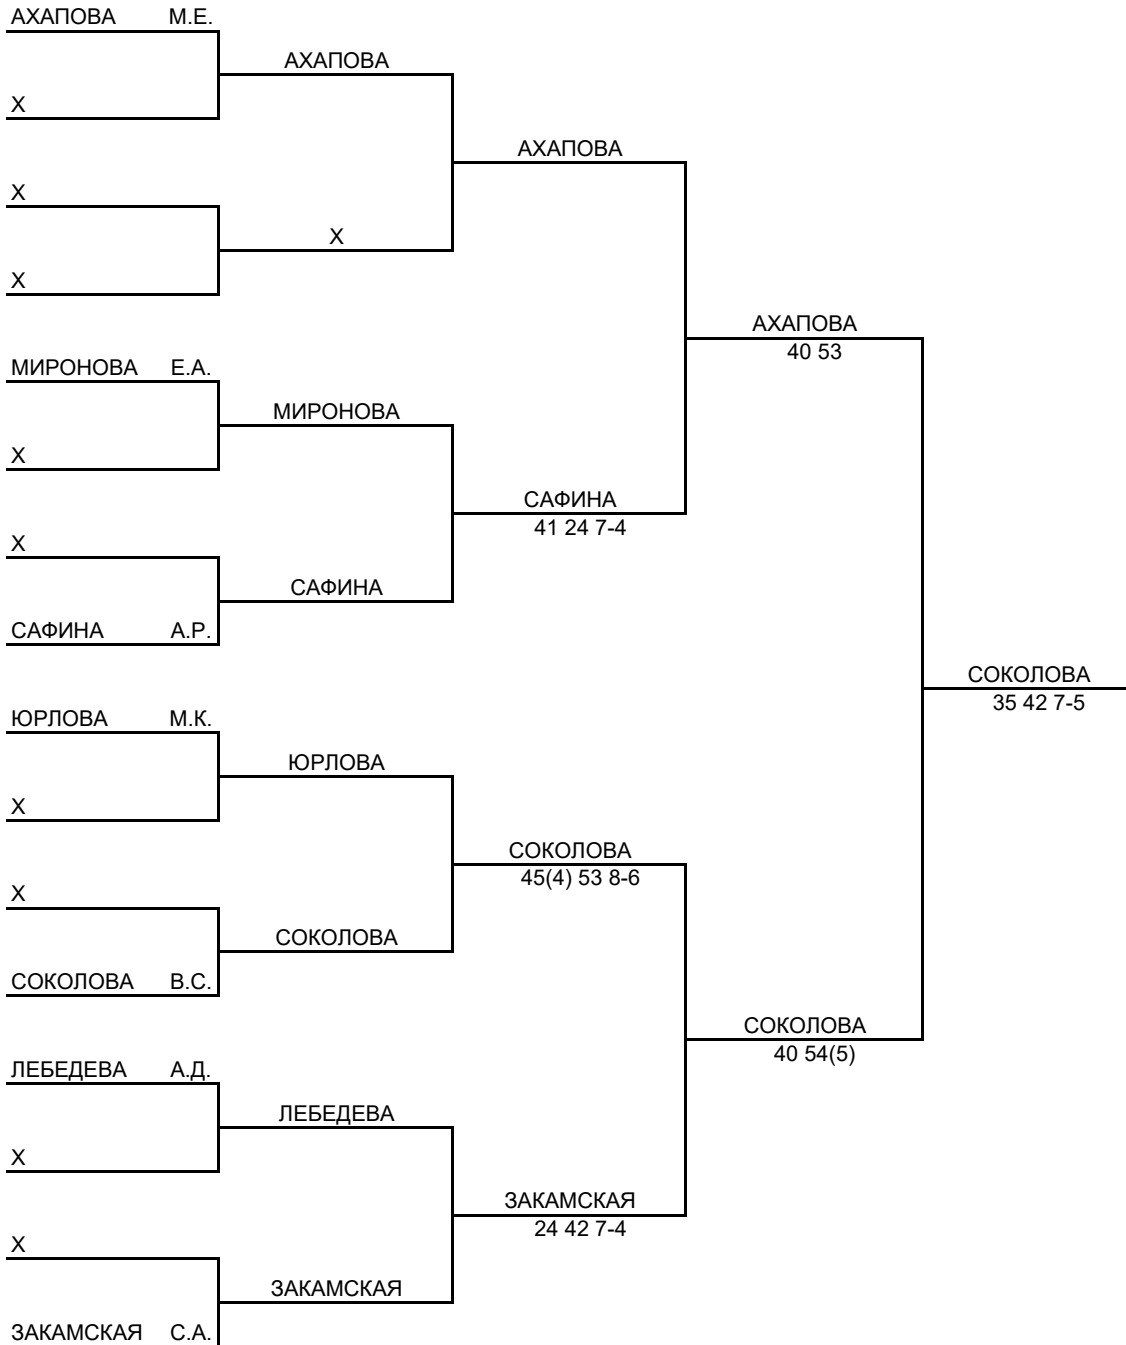 АХАПОВА М.Е.
АХАПОВА
Х
АХАПОВА
Х
Х
Х
АХАПОВА
40 53
МИРОНОВА Е.А.
МИРОНОВА
Х
САФИНА
41 24 7-4
Х
САФИНА
САФИНА А.Р.
СОКОЛОВА
35 42 7-5
ЮРЛОВА М.К.
ЮРЛОВА
Х
СОКОЛОВА
45(4) 53 8-6
Х
СОКОЛОВА
СОКОЛОВА В.С.
СОКОЛОВА
40 54(5)
ЛЕБЕДЕВА А.Д.
ЛЕБЕДЕВА
Х
ЗАКАМСКАЯ
24 42 7-4
Х
ЗАКАМСКАЯ
ЗАКАМСКАЯ С.А.